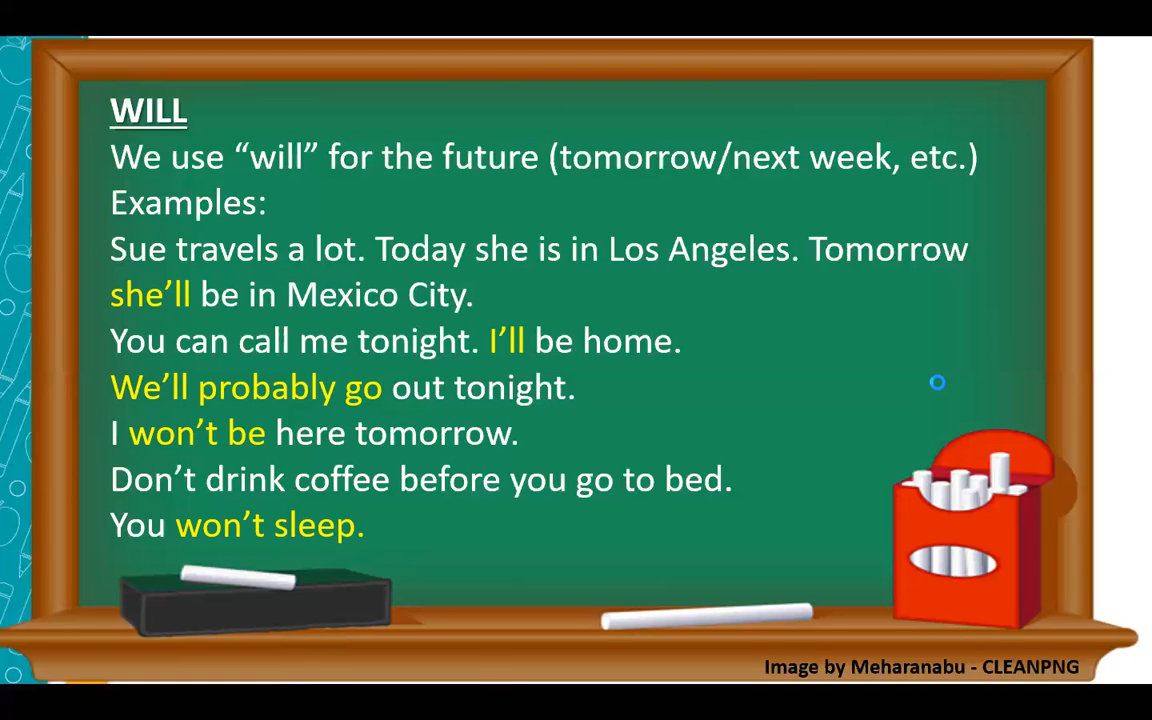 WILL
We use “will” for the future (tomorrow/next week, etc.)
Examples:
Sue travels a lot. Today she is in Los Angeles. Tomorrow
she’ll be in Mexico City.
You can call me tonight. I’ll be home.
We’ll probably go out tonight.
I won’t be here tomorrow.
Don’t drink coffee before you go to bed.
You won’t sleep.
Image by Meharanabu - CLEANPNG